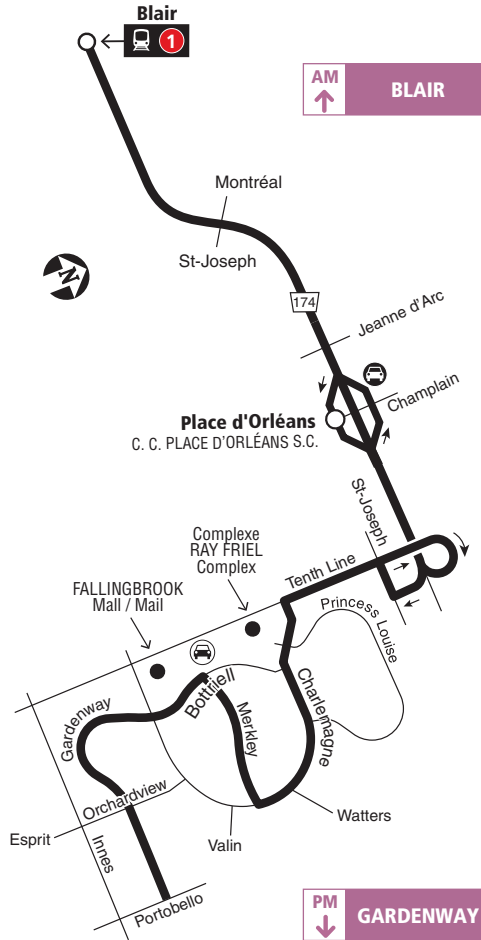 Blair
1
AM
BLAIR
Montréal
St-Joseph
N
174
Jeanne d'Arc
Champlain
Place d'Orléans
C. C. PLACE D'ORLÉANS S.C.
St-Joseph
Complexe
RAY FRIEL
Complex
Tenth Line
FALLINGBROOK
Mall / Mail
Princess Louise
Gardenway
Bottriell
Merkley
Charlemagne
Orchardview
Watters
Esprit
Innes
Valin
Portobello
PM
GARDENWAY